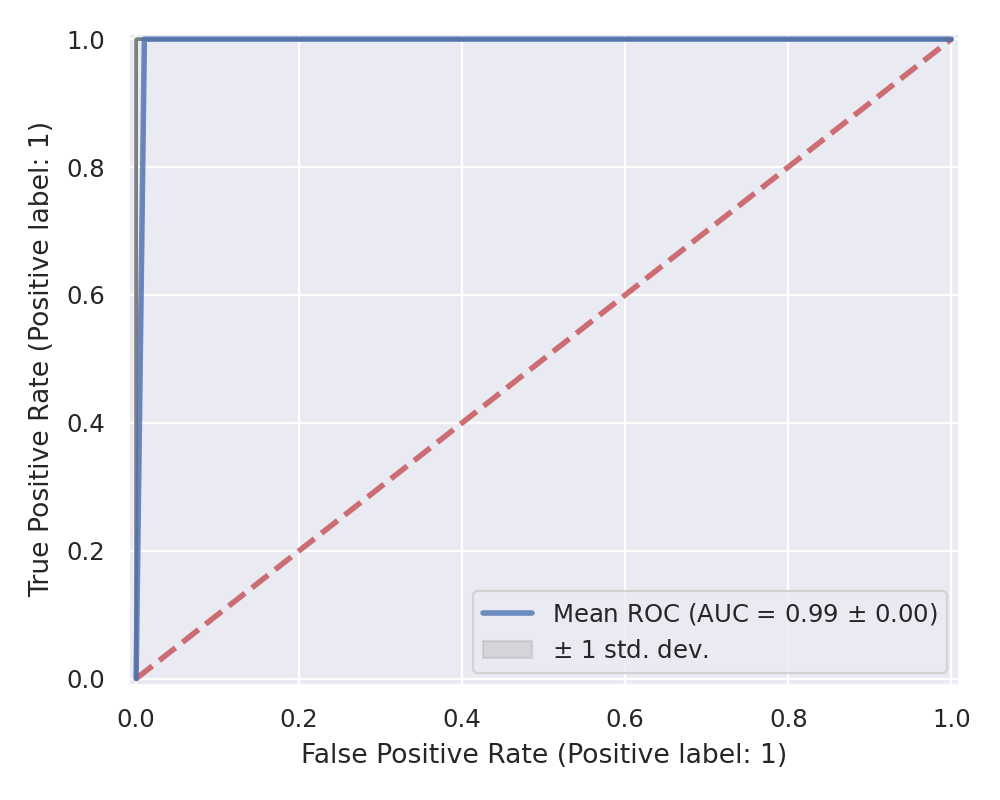 1.0
0.8
0.6
0.4
0.2
0.0
True Positive Rate (Positive label: 1)
Mean ROC (AUC = 0.99 ± 0.00)
± 1 std. dev.
0.0 0.2 0.4 0.6 0.8 1.0
False Positive Rate (Positive label: 1)